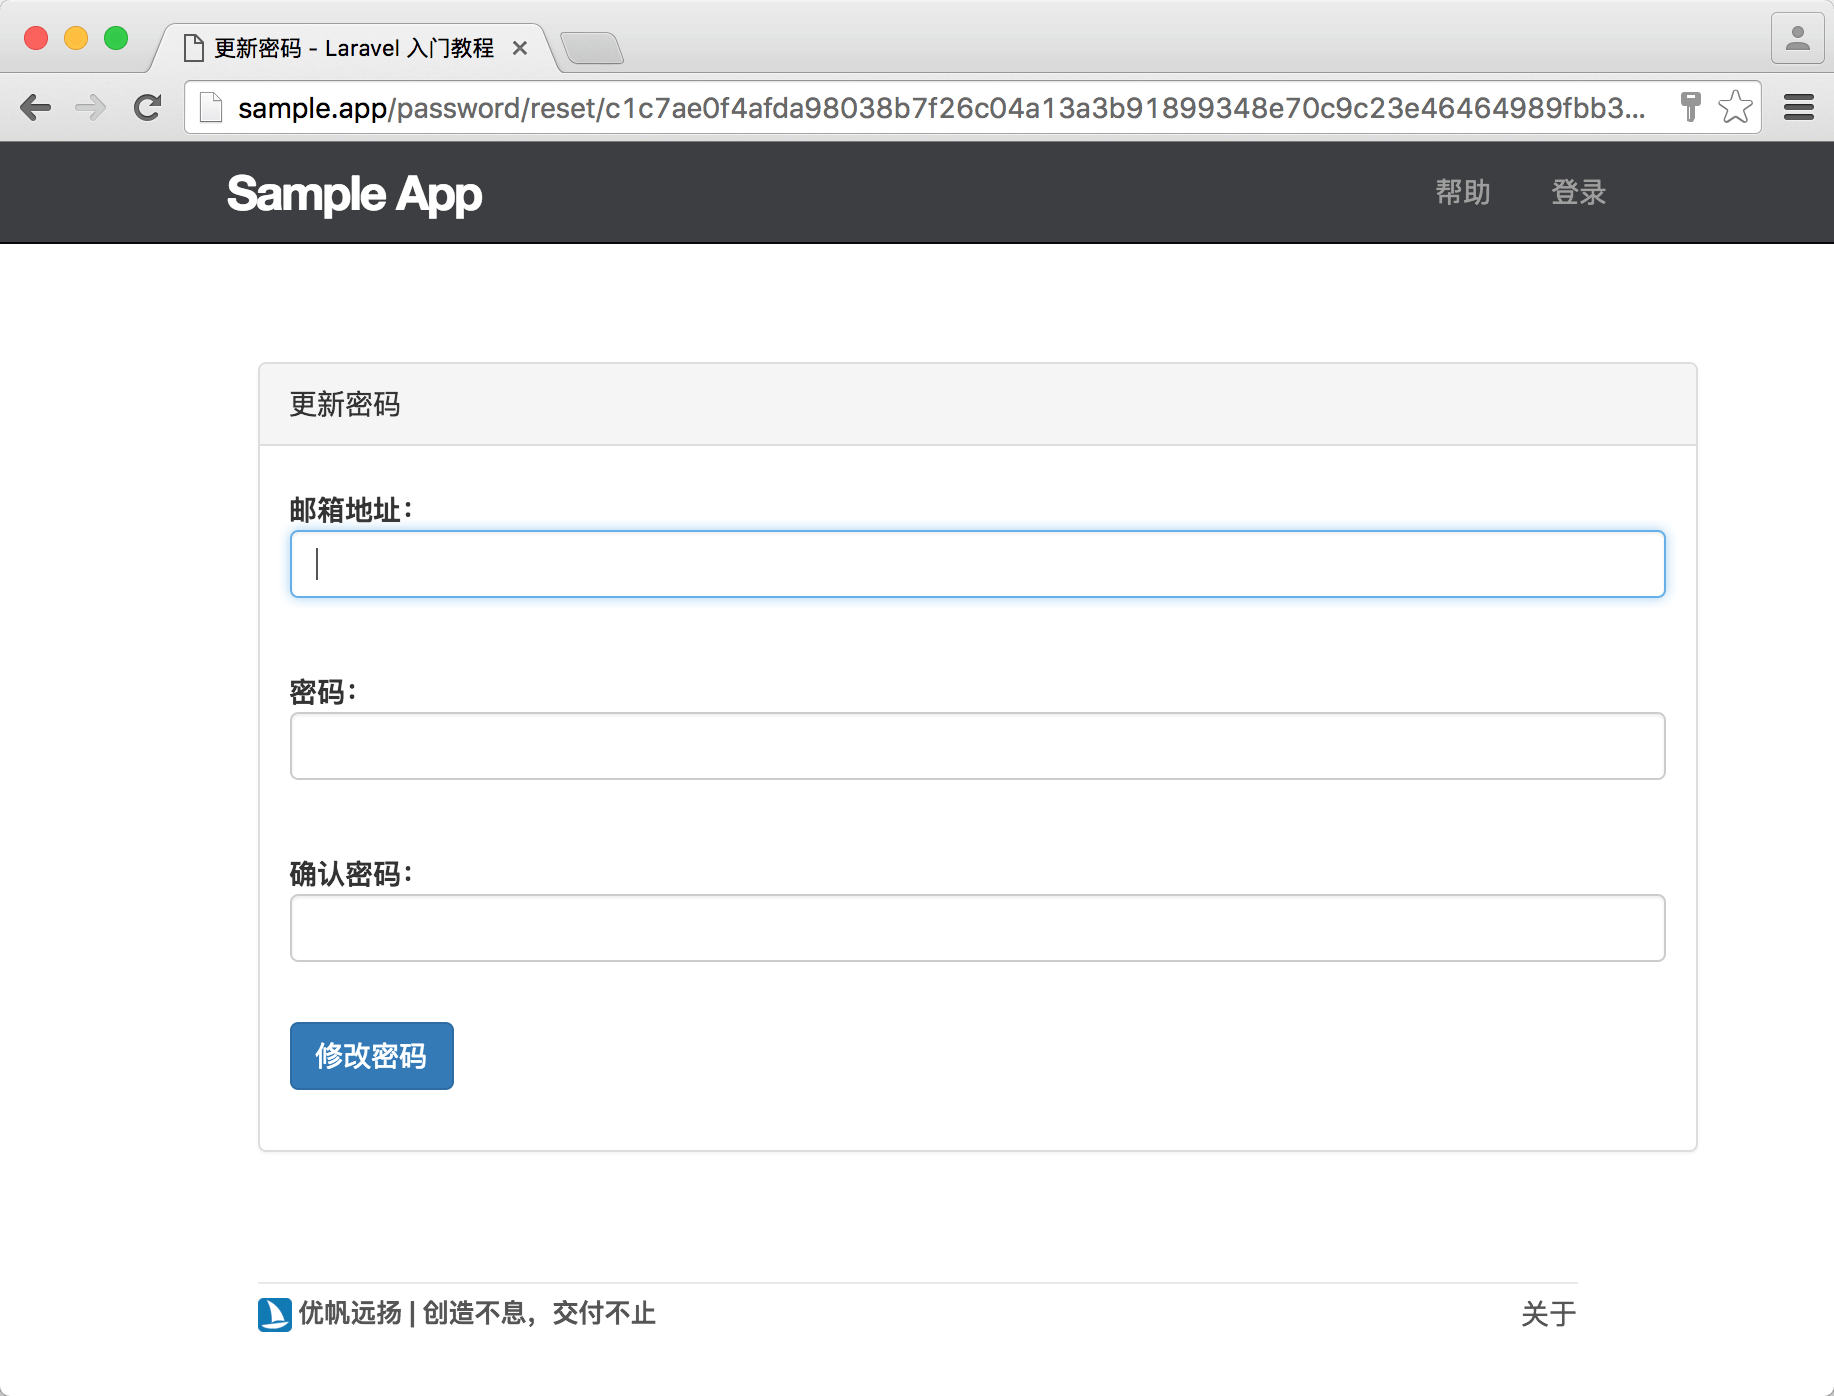 更新密码 - Laravel 入门教程
sample.app/password/reset/c1c7ae0f4afda98038b7f26c04a13a3b91899348e70c9c23e46464989fbb3...
Sample App 帮助 登录
更新密码
邮箱地址：
密码：
确认密码：
修改密码
优帆远扬 | 创造不息，交付不止 关于